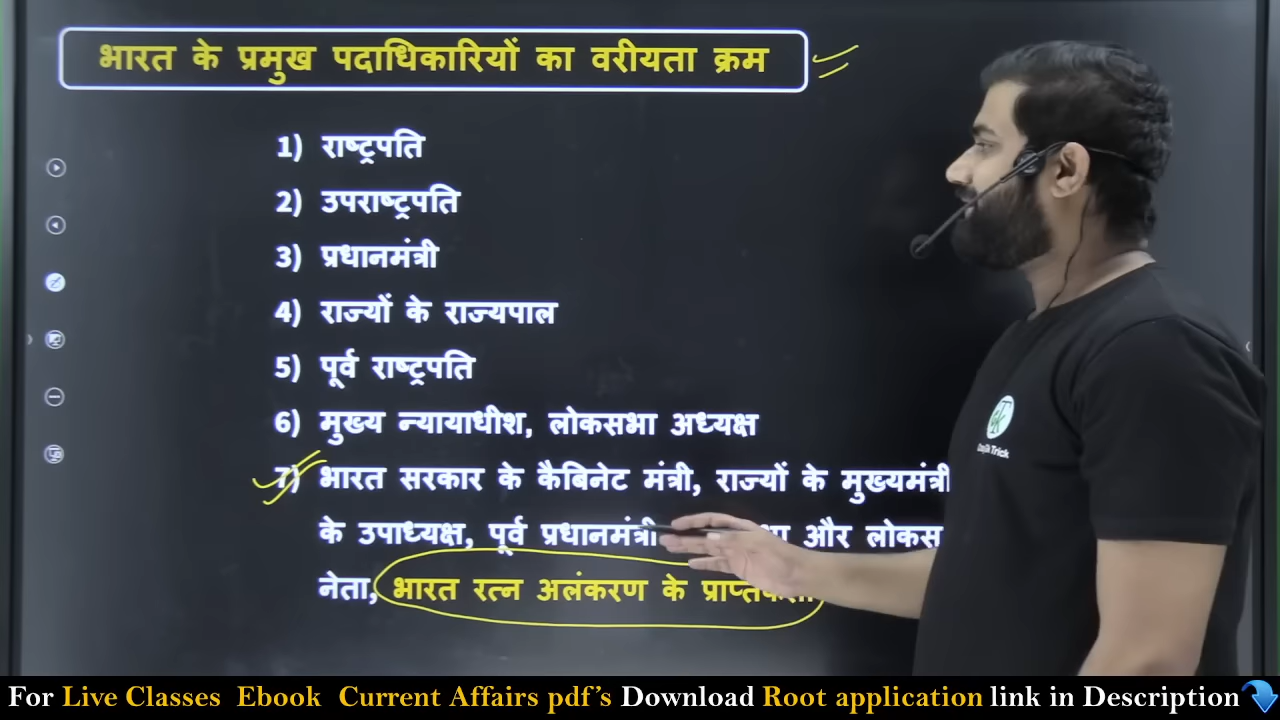 भारत के प्रमुख पदाधिकारियों का वरीयता क्रम
1) राष्ट्रपति
2) उपराष्ट्रपति
3) प्रधानमंत्री
4) राज्यों के राज्यपाल
5) पूर्व राष्ट्रपति
6) मुख्य न्यायाधीश, लोकसभा अध्यक्ष
7) भारत सरकार के कैबिनेट मंत्री, राज्यों के मुख्यमंत्री
के उपाध्यक्ष, पूर्व प्रधानमंत्री और
नेता, भारत रत्न अलंकरण के
Trick
For Live Classes Ebook Current Affairs pdf's Download Root application link in Description